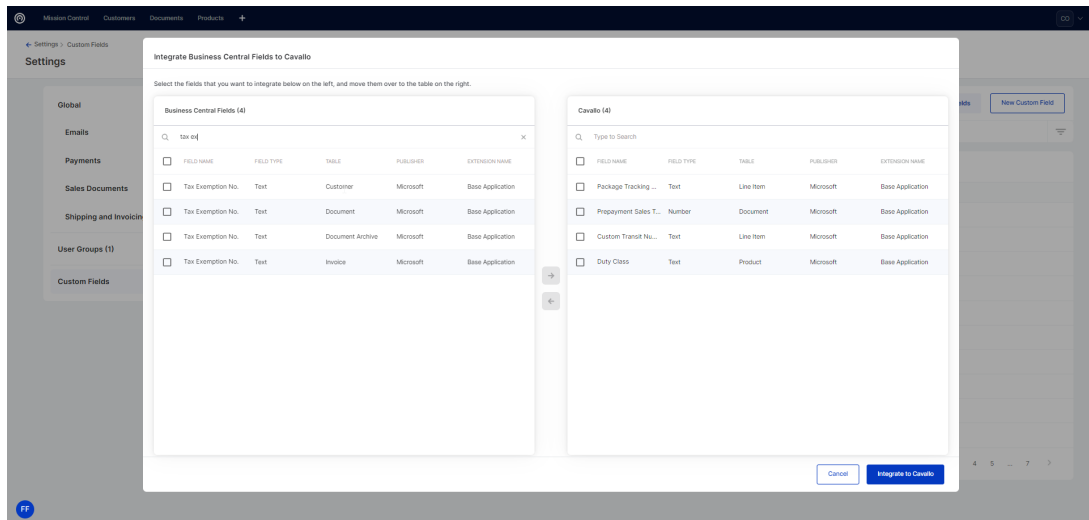 Mission Control Customers Documents Products +
CO
Settings > Custom Fields
Settings
Global
Emails
Payments
Sales Documents
Shipping and Invoicin
User Groups (1)
Custom Fields
New Custom Field
4 5 ... 7
FF
Integrate Business Central Fields to Cavallo
Select the fields that you want to integrate below on the left, and move them over to the table on the right.
Business Central Fields (4)
tax ex
FIELD NAME FIELD TYPE TABLE PUBLISHER EXTENSION NAME
Tax Exemption No. Text Customer Microsoft Base Application
Tax Exemption No. Text Document Microsoft Base Application
Tax Exemption No. Text Document Archive Microsoft Base Application
Tax Exemption No. Text Invoice Microsoft Base Application
Cavallo (4)
Type to Search
FIELD NAME FIELD TYPE TABLE PUBLISHER EXTENSION NAME
Package Tracking ... Text Line Item Microsoft Base Application
Prepayment Sales T... Number Document Microsoft Base Application
Custom Transit Nu... Text Line Item Microsoft Base Application
Duty Class Text Product Microsoft Base Application
Cancel Integrate to Cavallo